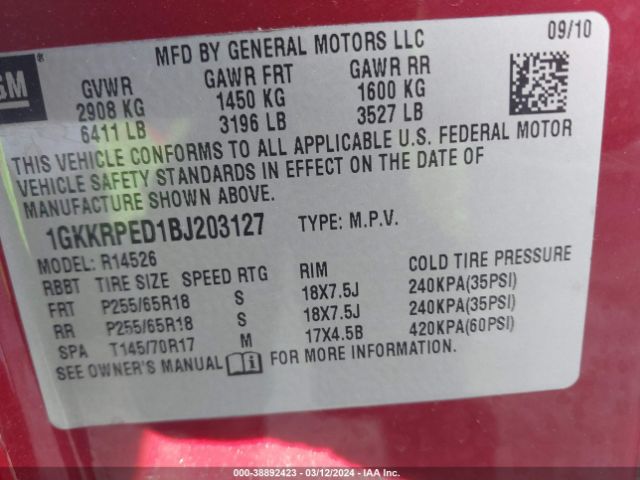 GM
MFD BY GENERAL MOTORS LLC 09/10
GVWR GAWR FRT GAWR RR
2908 KG 1450 KG 1600 KG
6411 LB 3196 LB 3527 LB
THIS VEHICLE CONFORMS TO ALL APPLICABLE U.S. FEDERAL MOTOR
VEHICLE SAFETY STANDARDS IN EFFECT ON THE DATE OF
MANUFACTURE SHOWN ABOVE.
1GKKRPED1BJ203127 TYPE: M.P.V.
MODEL: R14526
RBBT TIRE SIZE SPEED RTG RIM COLD TIRE PRESSURE
FRT P255/65R18 S 18X7.5J 240KPA(35PSI)
RR P255/65R18 S 18X7.5J 240KPA(35PSI)
SPA T145/70R17 M 17X4.5B 420KPA(60PSI)
SEE OWNER'S MANUAL FOR MORE INFORMATION.
000-38892423 - 03/12/2024 - IAA Inc.